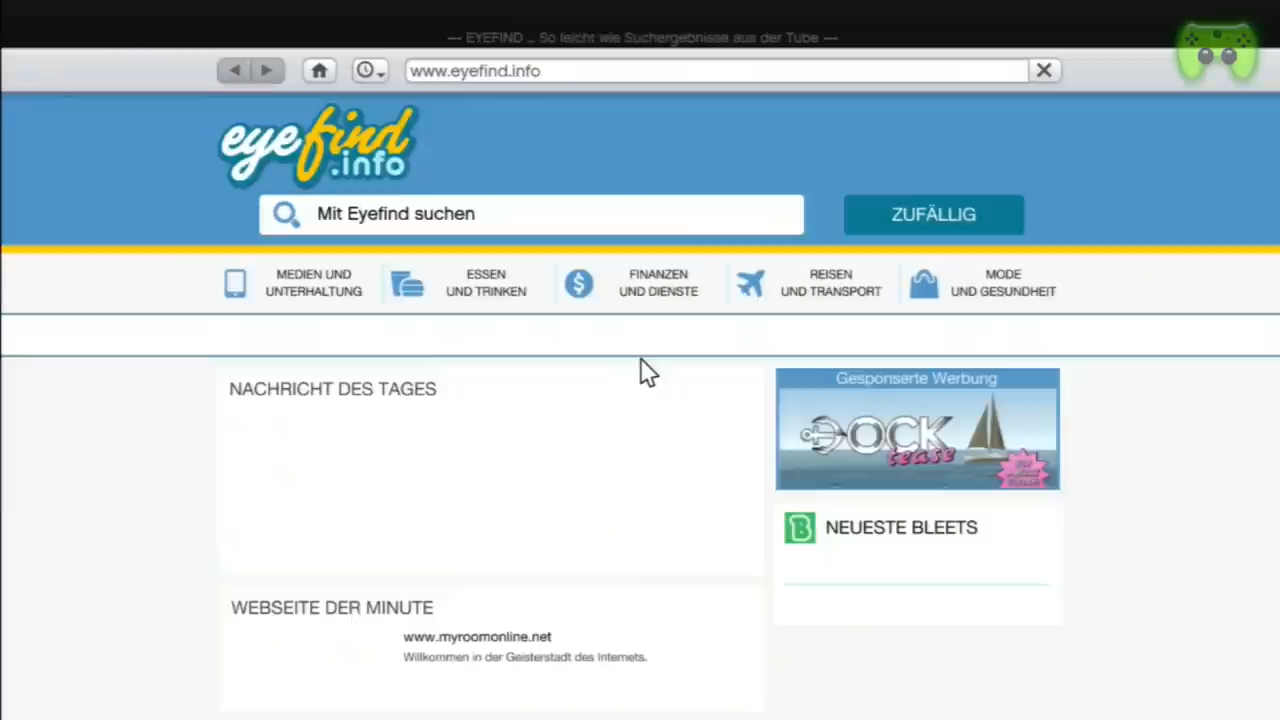 — EYEFIND _ So leicht wie Suchergebnisse aus der Tube —
www.eyefind.info
eyefind
.info
Mit Eyefind suchen
ZUFÄLLIG
MEDIEN UND
UNTERHALTUNG
ESSEN
UND TRINKEN
FINANZEN
UND DIENSTE
REISEN
UND TRANSPORT
MODE
UND GESUNDHEIT
NACHRICHT DES TAGES
Gesponserte Werbung
DOCK
tease
B NEUESTE BLEETS
WEBSEITE DER MINUTE
www.myroomonline.net
Willkommen in der Geisterstadt des Internets.